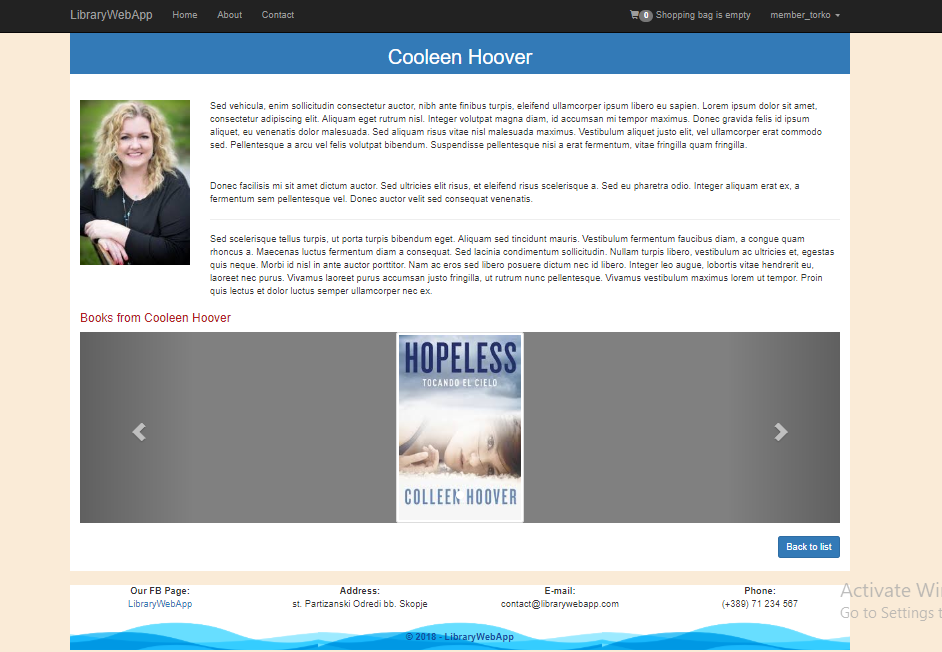 LibraryWebApp Home About Contact 0 Shopping bag is empty member_torko
Cooleen Hoover
Sed vehicula, enim sollicitudin consectetur auctor, nibh ante finibus turpis, eleifend ullamcorper ipsum libero eu sapien. Lorem ipsum dolor sit amet,
consectetur adipiscing elit. Aliquam eget rutrum nisl. Integer volutpat magna diam, id accumsan mi tempor maximus. Donec gravida felis id ipsum
aliquet, eu venenatis dolor malesuada. Sed aliquam risus vitae nisl malesuada maximus. Vestibulum aliquet justo elit, vel ullamcorper erat commodo
sed. Pellentesque a arcu vel felis volutpat bibendum. Suspendisse pellentesque nisi a erat fermentum, vitae fringilla quam fringilla.
Donec facilisis mi sit amet dictum auctor. Sed ultricies elit risus, et eleifend risus scelerisque a. Sed eu pharetra odio. Integer aliquam erat ex, a
fermentum sem pellentesque vel. Donec auctor velit sed consequat venenatis.
Sed scelerisque tellus turpis, ut porta turpis bibendum eget. Aliquam sed tincidunt mauris. Vestibulum fermentum faucibus diam, a congue quam
rhoncus a. Maecenas luctus fermentum diam a consequat. Sed lacinia condimentum sollicitudin. Nullam turpis libero, vestibulum ac ultricies et, egestas
quis neque. Morbi id nisl in ante auctor porttitor. Nam ac eros sed libero posuere dictum nec id libero. Integer leo augue, lobortis vitae hendrerit eu,
laoreet nec purus. Vivamus laoreet purus accumsan justo fringilla, ut rutrum nunc pellentesque. Vivamus vestibulum maximus lorem ut tempor. Proin
quis lectus et dolor luctus semper ullamcorper nec ex.
Books from Cooleen Hoover
HOPELESS
TOCANDO EL CIELO
COLLEEN HOOVER
Back to list
Our FB Page: Address: E-mail: Phone:
LibraryWebApp st. Partizanski Odredi bb. Skopje contact@librarywebapp.com (+389) 71 234 567
Activate Wi
Go to Settings t
© 2018 - LibraryWebApp